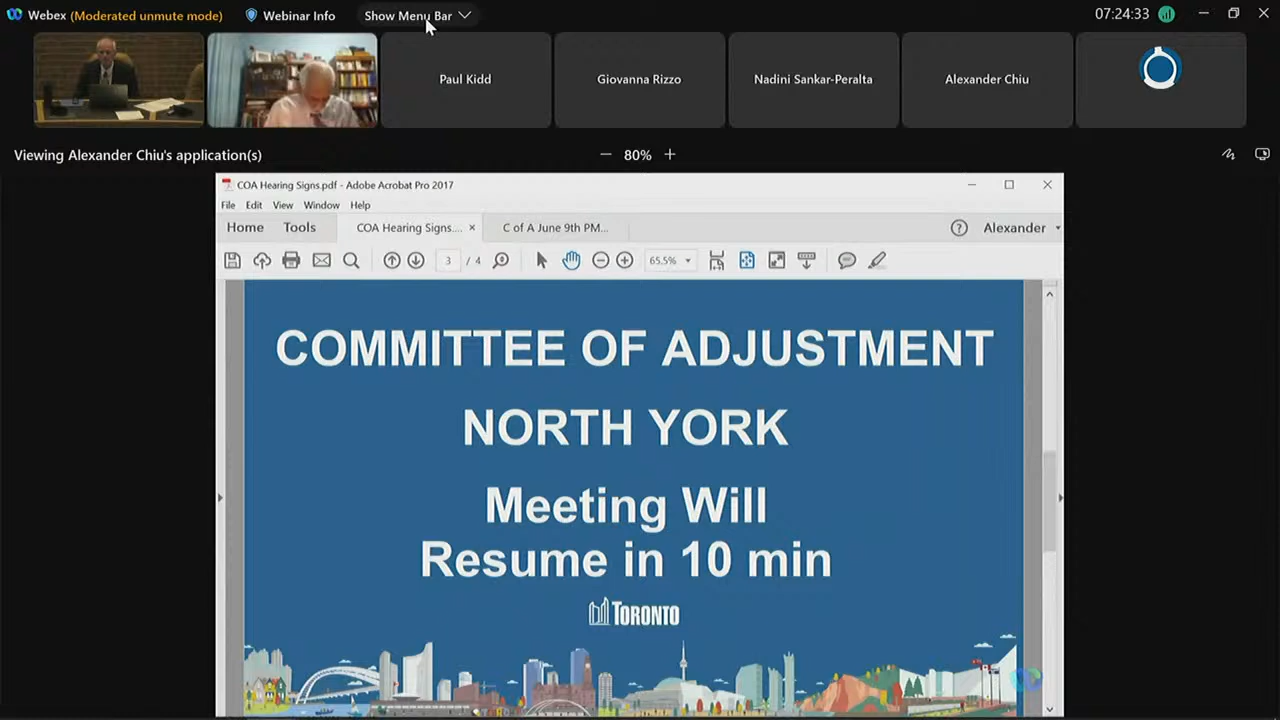 Webex (Moderated unmute mode) Webinar Info Show Menu Bar 07:24:33
Paul Kidd
Giovanna Rizzo
Nadini Sankar-Peralta
Alexander Chiu
Viewing Alexander Chiu's application(s) 80%
COA Hearing Signs.pdf - Adobe Acrobat Pro 2017
File Edit View Window Help
Home Tools COA Hearing Signs.... C of A June 9th PM... Alexander
3 / 4 65.5%
COMMITTEE OF ADJUSTMENT
NORTH YORK
Meeting Will
Resume in 10 min
TORONTO